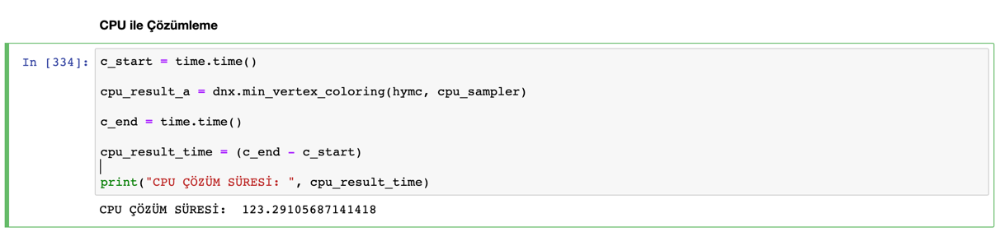 CPU ile Çözümleme
In [334]: c_start = time.time()
cpu_result_a = dnx.min_vertex_coloring(hymc, cpu_sampler)
c_end = time.time()
cpu_result_time = (c_end - c_start)
print("CPU ÇÖZÜM SÜRESİ: ", cpu_result_time)
CPU ÇÖZÜM SÜRESİ:  123.29105687141418